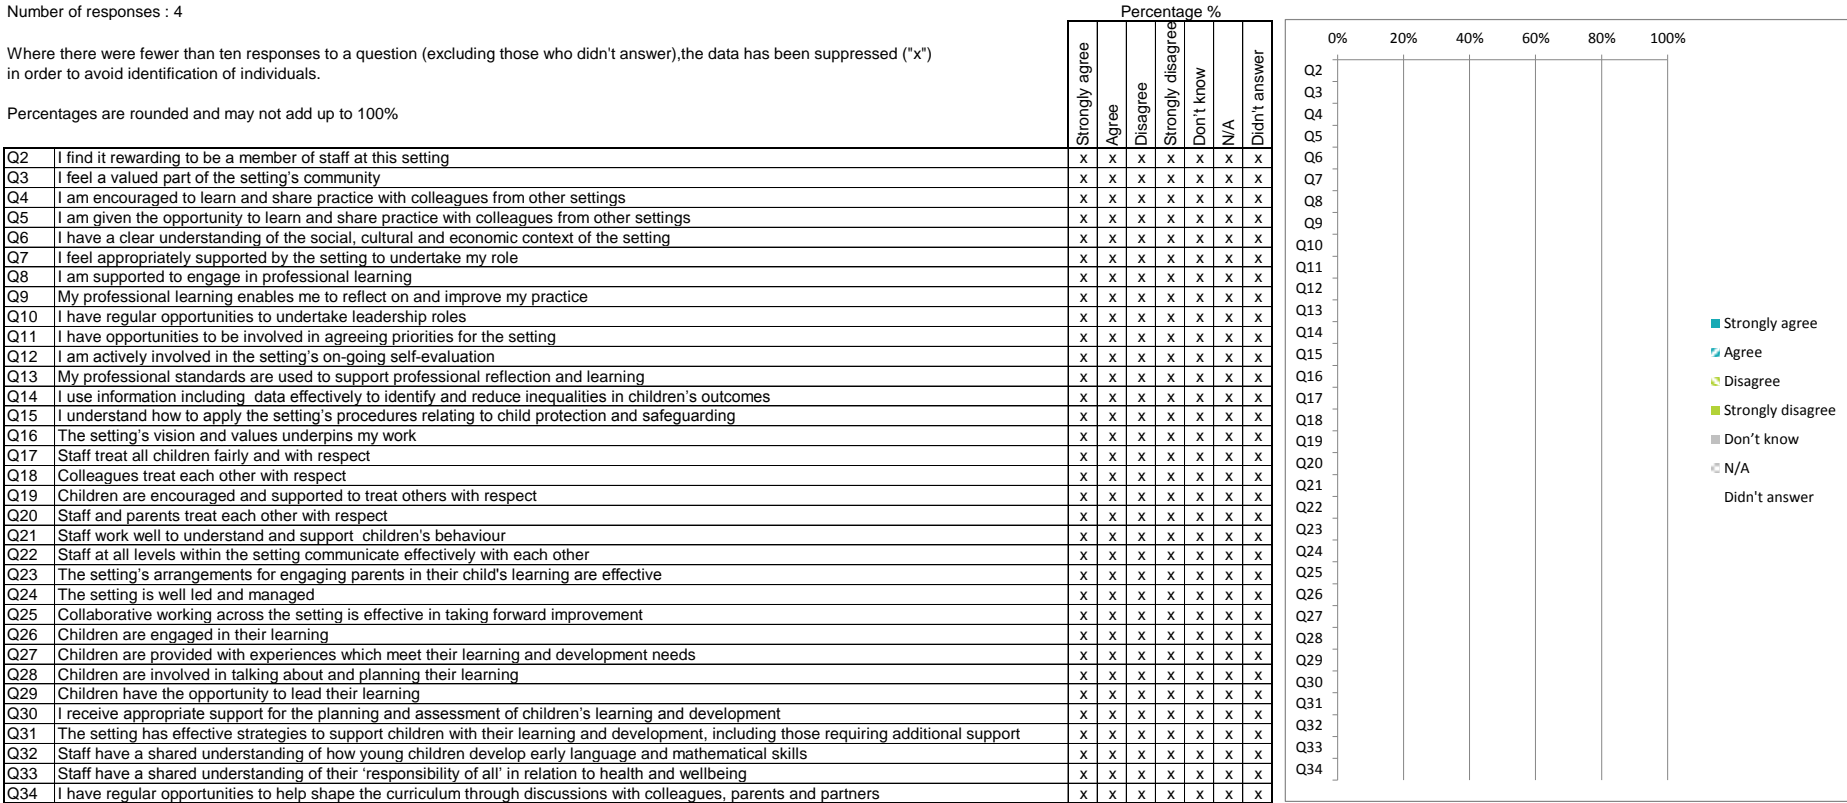 Number of responses : 4
Percentage %
Where there were fewer than ten responses to a question (excluding those who didn't answer),the data has been suppressed ("x")
in order to avoid identification of individuals.
Percentages are rounded and may not add up to 100%
Strongly agree
Agree
Disagree
Strongly disagree
Don't know
N/A
Didn't answer
Q2 I find it rewarding to be a member of staff at this setting x x x x x x x
Q3 I feel a valued part of the setting's community x x x x x x x
Q4 I am encouraged to learn and share practice with colleagues from other settings x x x x x x x
Q5 I am given the opportunity to learn and share practice with colleagues from other settings x x x x x x x
Q6 I have a clear understanding of the social, cultural and economic context of the setting x x x x x x x
Q7 I feel appropriately supported by the setting to undertake my role x x x x x x x
Q8 I am supported to engage in professional learning x x x x x x x
Q9 My professional learning enables me to reflect on and improve my practice x x x x x x x
Q10 I have regular opportunities to undertake leadership roles x x x x x x x
Q11 I have opportunities to be involved in agreeing priorities for the setting x x x x x x x
Q12 I am actively involved in the setting's on-going self-evaluation x x x x x x x
Q13 My professional standards are used to support professional reflection and learning x x x x x x x
Q14 I use information including  data effectively to identify and reduce inequalities in children's outcomes x x x x x x x
Q15 I understand how to apply the setting's procedures relating to child protection and safeguarding x x x x x x x
Q16 The setting's vision and values underpins my work x x x x x x x
Q17 Staff treat all children fairly and with respect x x x x x x x
Q18 Colleagues treat each other with respect x x x x x x x
Q19 Children are encouraged and supported to treat others with respect x x x x x x x
Q20 Staff and parents treat each other with respect x x x x x x x
Q21 Staff work well to understand and support  children's behaviour x x x x x x x
Q22 Staff at all levels within the setting communicate effectively with each other x x x x x x x
Q23 The setting's arrangements for engaging parents in their child's learning are effective x x x x x x x
Q24 The setting is well led and managed x x x x x x x
Q25 Collaborative working across the setting is effective in taking forward improvement x x x x x x x
Q26 Children are engaged in their learning x x x x x x x
Q27 Children are provided with experiences which meet their learning and development needs x x x x x x x
Q28 Children are involved in talking about and planning their learning x x x x x x x
Q29 Children have the opportunity to lead their learning x x x x x x x
Q30 I receive appropriate support for the planning and assessment of children's learning and development x x x x x x x
Q31 The setting has effective strategies to support children with their learning and development, including those requiring additional support x x x x x x x
Q32 Staff have a shared understanding of how young children develop early language and mathematical skills x x x x x x x
Q33 Staff have a shared understanding of their 'responsibility of all' in relation to health and wellbeing x x x x x x x
Q34 I have regular opportunities to help shape the curriculum through discussions with colleagues, parents and partners x x x x x x x
0% 20% 40% 60% 80% 100%
Q2
Q3
Q4
Q5
Q6
Q7
Q8
Q9
Q10
Q11
Q12
Q13
Q14
Q15
Q16
Q17
Q18
Q19
Q20
Q21
Q22
Q23
Q24
Q25
Q26
Q27
Q28
Q29
Q30
Q31
Q32
Q33
Q34
Strongly agree
Agree
Disagree
Strongly disagree
Don't know
N/A
Didn't answer